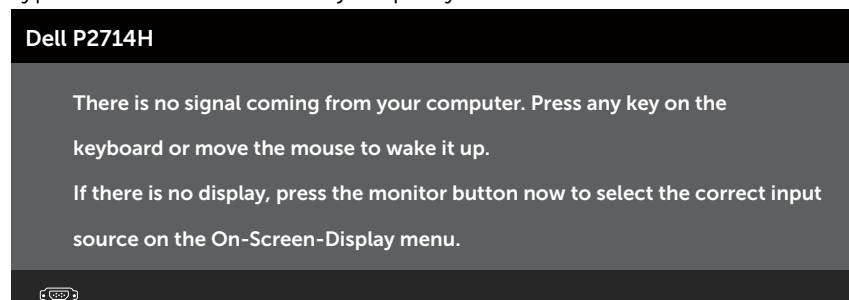 Dell P2714H
There is no signal coming from your computer. Press any key on the
keyboard or move the mouse to wake it up.
If there is no display, press the monitor button now to select the correct input
source on the On-Screen-Display menu.